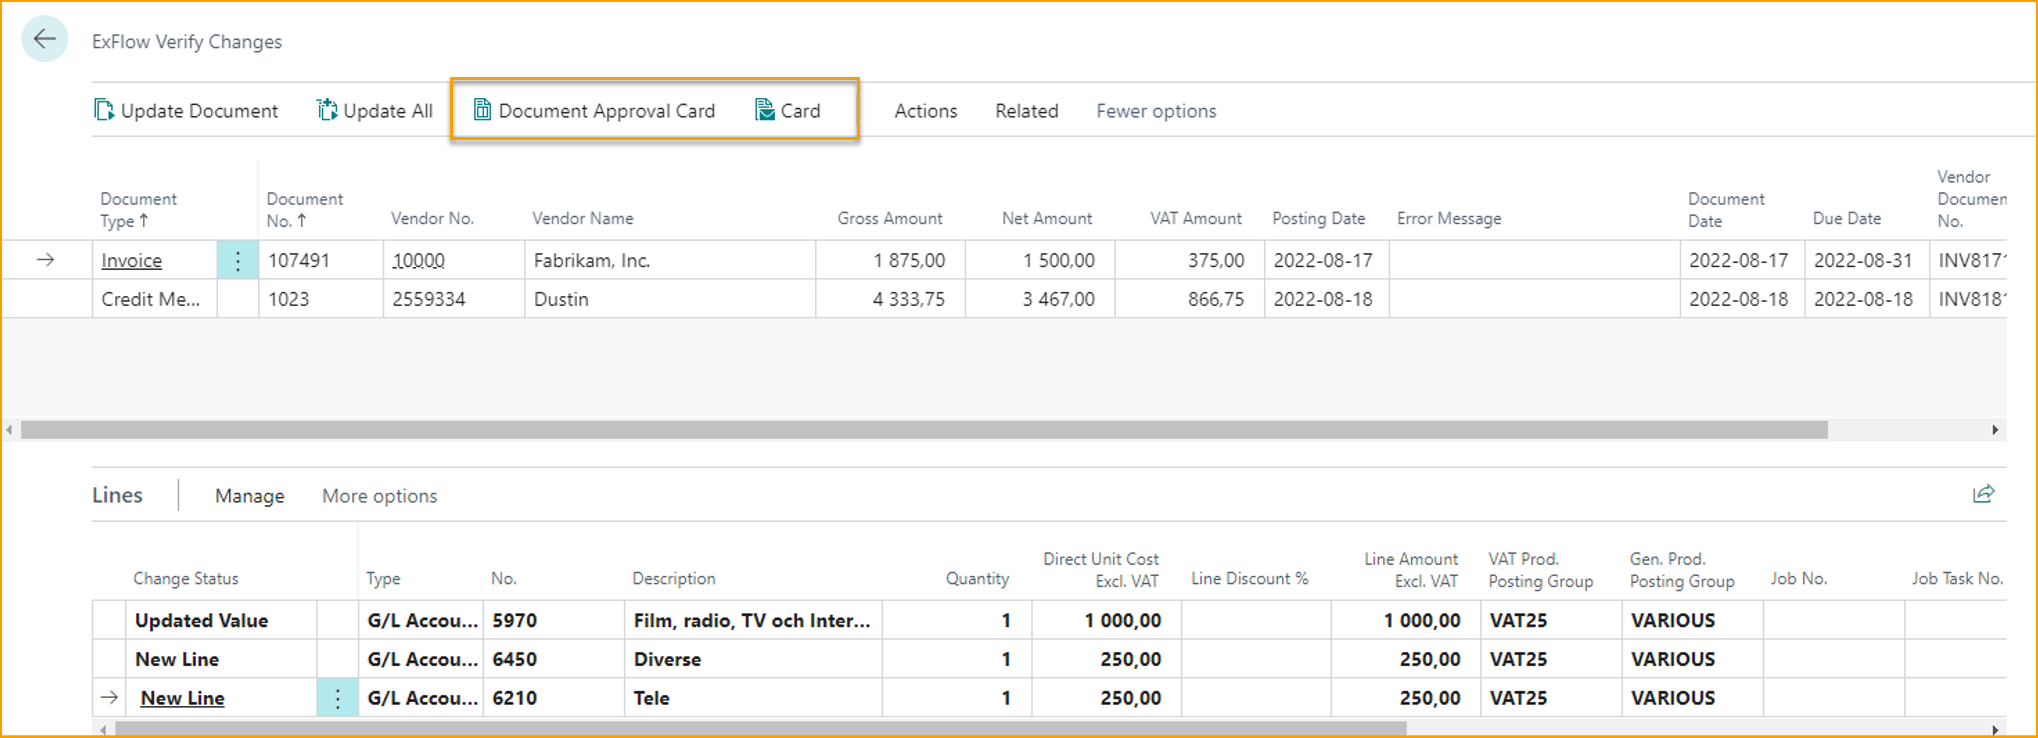 ExFlow Verify Changes
Update Document Update All Document Approval Card Card Actions Related Fewer options
Document Type ↑ Document No. ↑ Vendor No. Vendor Name Gross Amount Net Amount VAT Amount Posting Date Error Message Document Date Due Date Vendor Documen No.
Invoice 107491 10000 Fabrikam, Inc. 1 875,00 1 500,00 375,00 2022-08-17 2022-08-17 2022-08-31 INV817
Credit Me... 1023 2559334 Dustin 4 333,75 3 467,00 866,75 2022-08-18 2022-08-18 2022-08-18 INV818
Lines Manage More options
Change Status Type No. Description Quantity Direct Unit Cost Excl. VAT Line Discount % Line Amount Excl. VAT VAT Prod. Posting Group Gen. Prod. Posting Group Job No. Job Task No.
Updated Value G/L Accou... 5970 Film, radio, TV och Inter... 1 1 000,00 1 000,00 VAT25 VARIOUS
New Line G/L Accou... 6450 Diverse 1 250,00 250,00 VAT25 VARIOUS
New Line G/L Accou... 6210 Tele 1 250,00 250,00 VAT25 VARIOUS